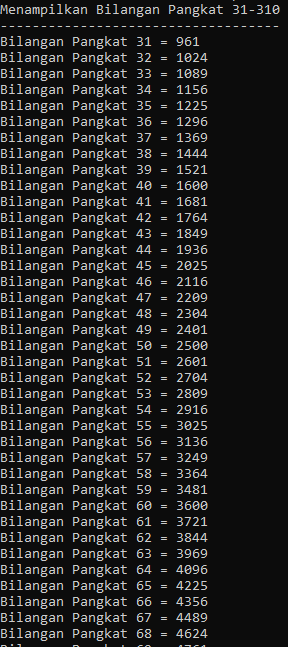 Menampilkan Bilangan Pangkat 31-310
-----------------------------------
Bilangan Pangkat 31 = 961
Bilangan Pangkat 32 = 1024
Bilangan Pangkat 33 = 1089
Bilangan Pangkat 34 = 1156
Bilangan Pangkat 35 = 1225
Bilangan Pangkat 36 = 1296
Bilangan Pangkat 37 = 1369
Bilangan Pangkat 38 = 1444
Bilangan Pangkat 39 = 1521
Bilangan Pangkat 40 = 1600
Bilangan Pangkat 41 = 1681
Bilangan Pangkat 42 = 1764
Bilangan Pangkat 43 = 1849
Bilangan Pangkat 44 = 1936
Bilangan Pangkat 45 = 2025
Bilangan Pangkat 46 = 2116
Bilangan Pangkat 47 = 2209
Bilangan Pangkat 48 = 2304
Bilangan Pangkat 49 = 2401
Bilangan Pangkat 50 = 2500
Bilangan Pangkat 51 = 2601
Bilangan Pangkat 52 = 2704
Bilangan Pangkat 53 = 2809
Bilangan Pangkat 54 = 2916
Bilangan Pangkat 55 = 3025
Bilangan Pangkat 56 = 3136
Bilangan Pangkat 57 = 3249
Bilangan Pangkat 58 = 3364
Bilangan Pangkat 59 = 3481
Bilangan Pangkat 60 = 3600
Bilangan Pangkat 61 = 3721
Bilangan Pangkat 62 = 3844
Bilangan Pangkat 63 = 3969
Bilangan Pangkat 64 = 4096
Bilangan Pangkat 65 = 4225
Bilangan Pangkat 66 = 4356
Bilangan Pangkat 67 = 4489
Bilangan Pangkat 68 = 4624
Bilangan Pangkat 69 = 4761